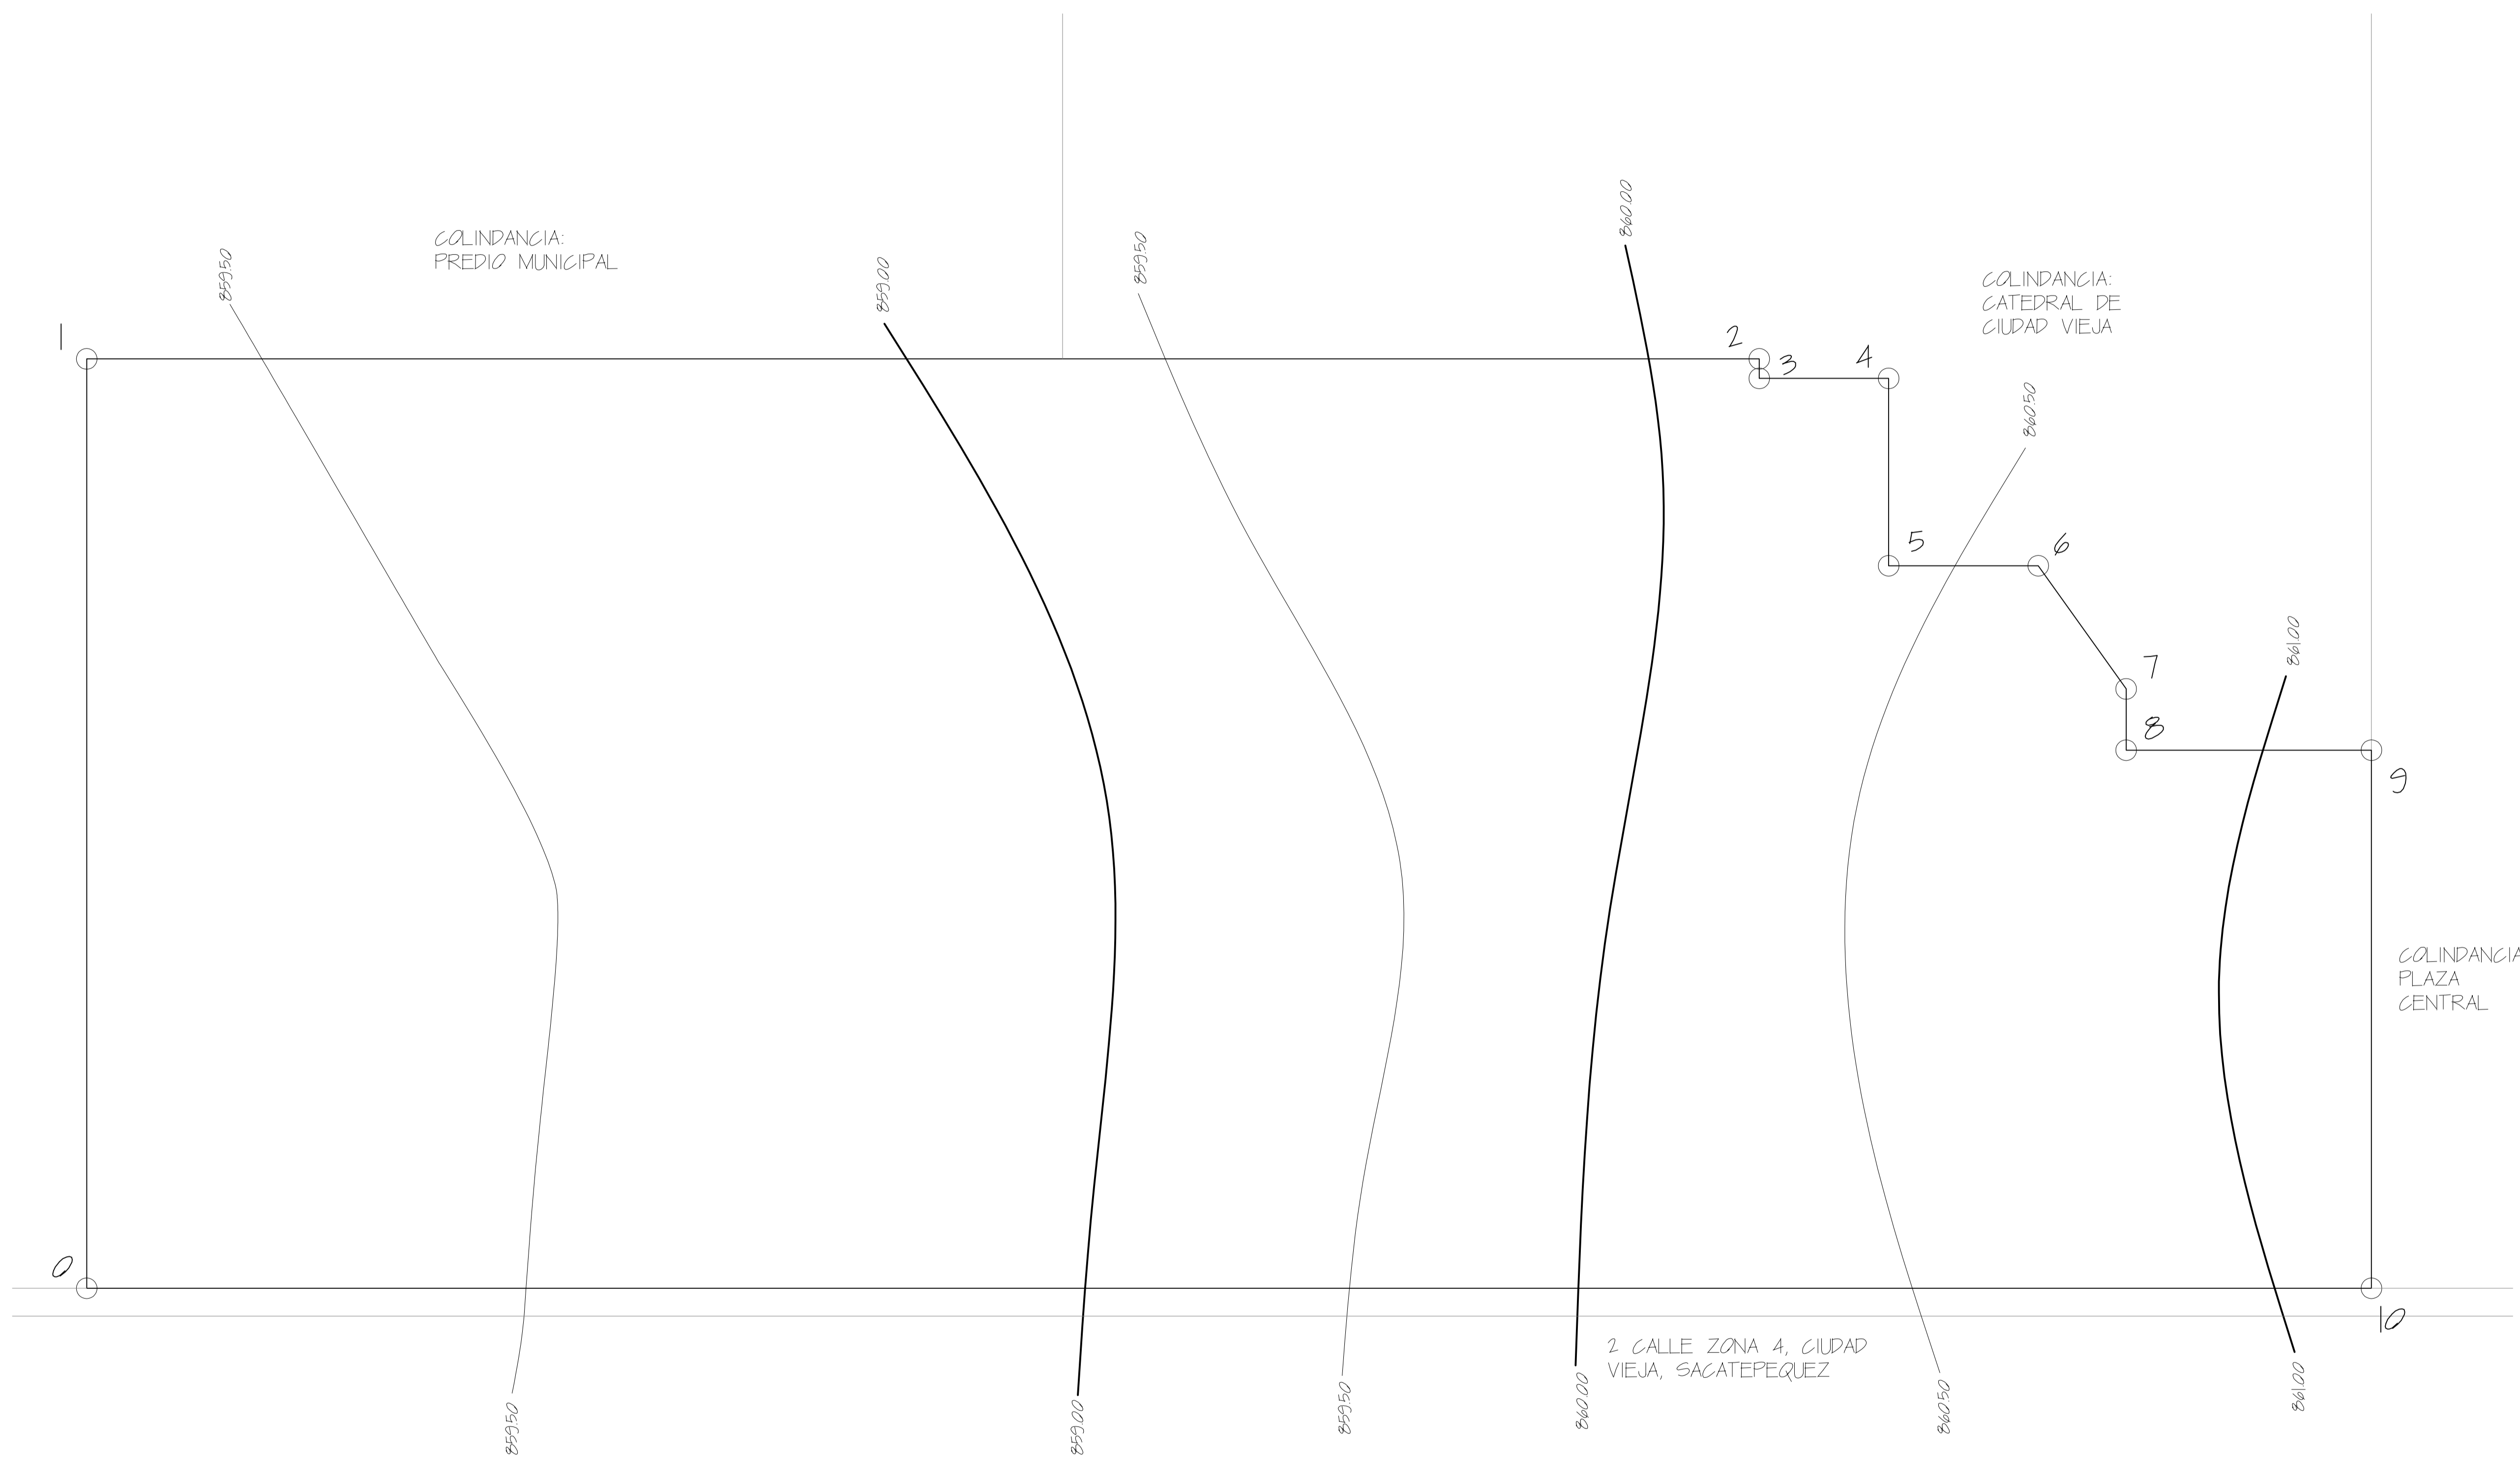 860.00
COLINDANCIA:
PREDIO MUNICIPAL
859.50
859.00
859.50
COLINDANCIA:
CATEDRAL DE
CIUDAD VIEJA
1
2
3
4
860.50
5
6
861.00
7
8
9
COLINDANCIA
PLAZA
CENTRAL
0
10
2 CALLE ZONA 4, CIUDAD
VIEJA, SACATEPEQUEZ
859.50
859.00
859.50
860.00
860.50
861.00